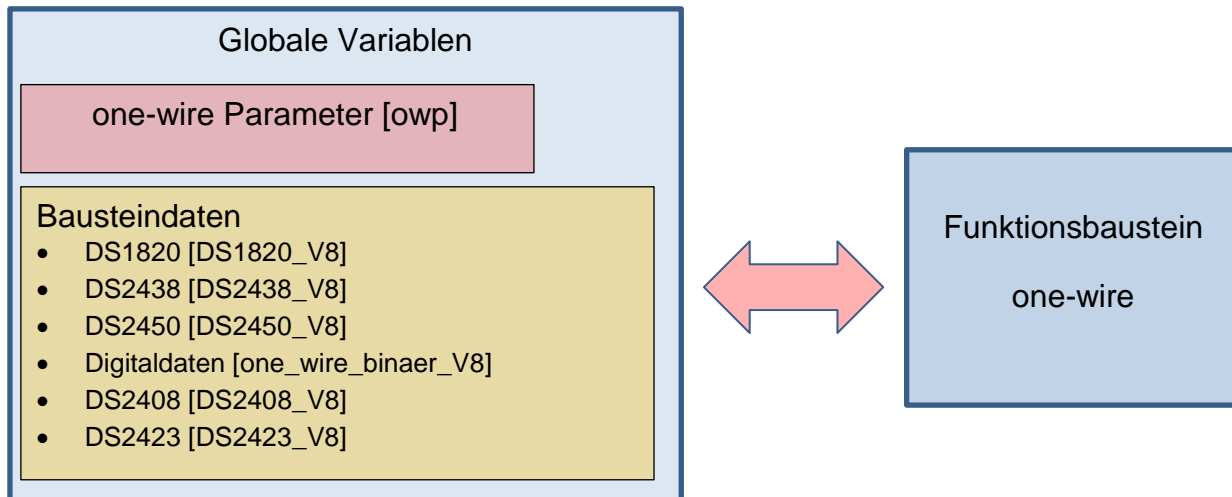 Globale Variablen
one-wire Parameter [owp]
Bausteindaten
• DS1820 [DS1820_V8]
• DS2438 [DS2438_V8]
• DS2450 [DS2450_V8]
• Digitaldaten [one_wire_binaer_V8]
• DS2408 [DS2408_V8]
• DS2423 [DS2423_V8]
Funktionsbaustein
one-wire